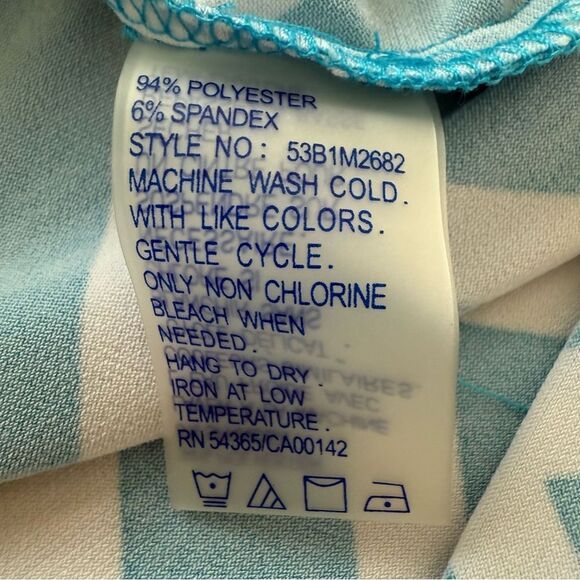 94% POLYESTER
6% SPANDEX
STYLE NO: 53B1M2682
MACHINE WASH COLD.
WITH LIKE COLORS.
GENTLE CYCLE.
ONLY NON CHLORINE
BLEACH WHEN
NEEDED.
HANG TO DRY.
IRON AT LOW
TEMPERATURE.
RN 54365/CA00142